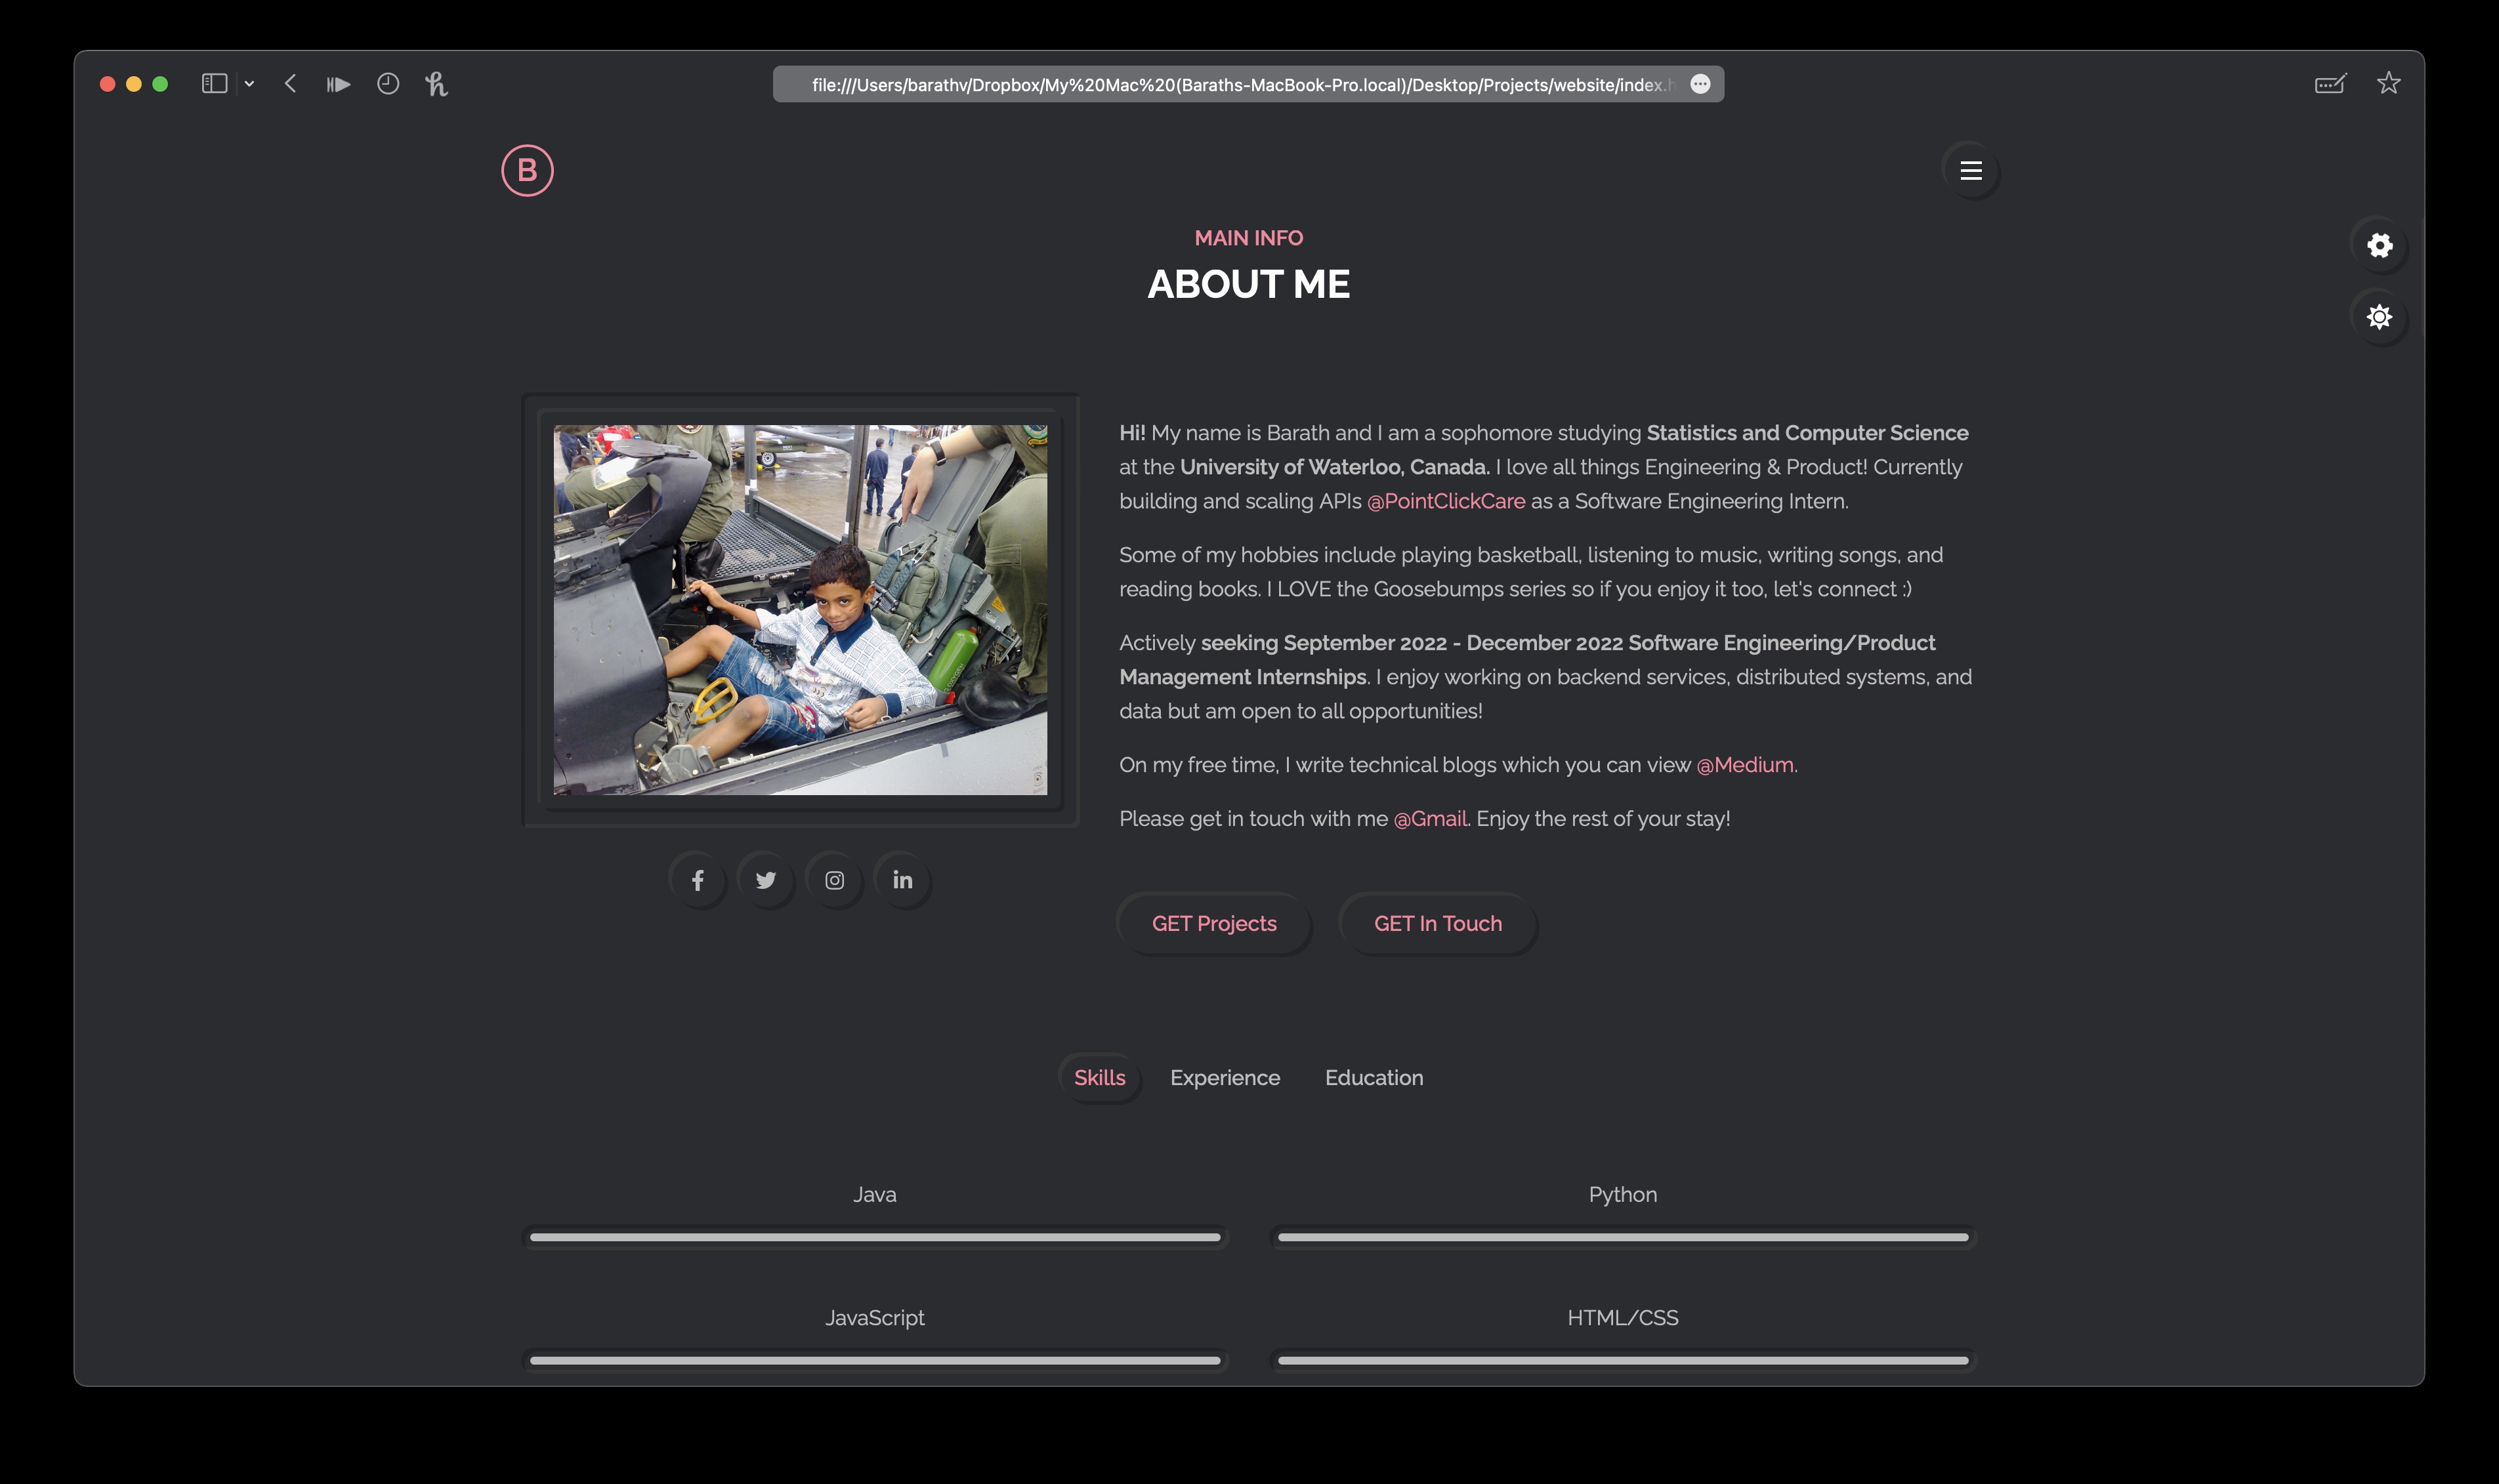 file:///Users/barathv/Dropbox/My%20Mac%20(Baraths-MacBook-Pro.local)/Desktop/Projects/website/index.h
B
MAIN INFO
ABOUT ME
Hi! My name is Barath and I am a sophomore studying Statistics and Computer Science
at the University of Waterloo, Canada. I love all things Engineering & Product! Currently
building and scaling APIs @PointClickCare as a Software Engineering Intern.
Some of my hobbies include playing basketball, listening to music, writing songs, and
reading books. I LOVE the Goosebumps series so if you enjoy it too, let's connect :)
Actively seeking September 2022 - December 2022 Software Engineering/Product
Management Internships. I enjoy working on backend services, distributed systems, and
data but am open to all opportunities!
On my free time, I write technical blogs which you can view @Medium.
Please get in touch with me @Gmail. Enjoy the rest of your stay!
GET Projects
GET In Touch
Skills
Experience
Education
Java
Python
JavaScript
HTML/CSS